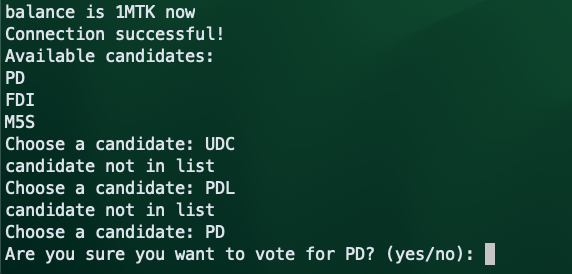 balance is 1MTK now
Connection successful!
Available candidates:
PD
FDI
M5S
Choose a candidate: UDC
candidate not in list
Choose a candidate: PDL
candidate not in list
Choose a candidate: PD
Are you sure you want to vote for PD? (yes/no):